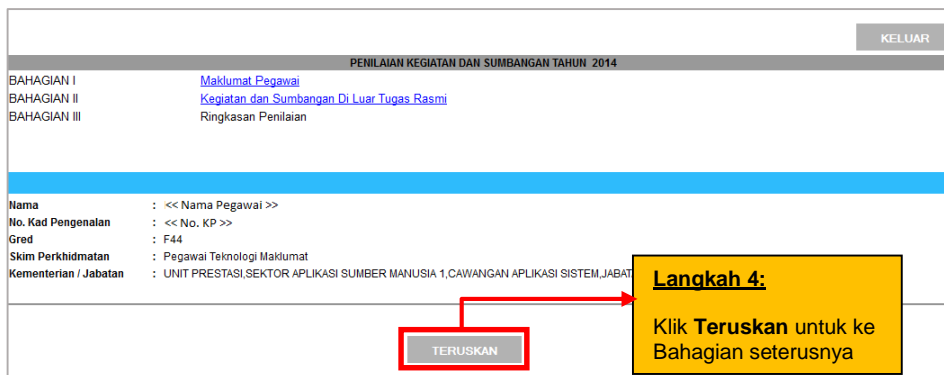 KELUAR
PENILAIAN KEGIATAN DAN SUMBANGAN TAHUN 2014
BAHAGIAN I Maklumat Pegawai
BAHAGIAN II Kegiatan dan Sumbangan Di Luar Tugas Rasmi
BAHAGIAN III Ringkasan Penilaian
Nama : << Nama Pegawai >>
No. Kad Pengenalan : << No. KP >>
Gred : F44
Skim Perkhidmatan : Pegawai Teknologi Maklumat
Kementerian / Jabatan : UNIT PRESTASI,SEKTOR APLIKASI SUMBER MANUSIA 1,CAWANGAN APLIKASI SISTEM,JABAT
Langkah 4:
Klik Teruskan untuk ke
Bahagian seterusnya
TERUSKAN